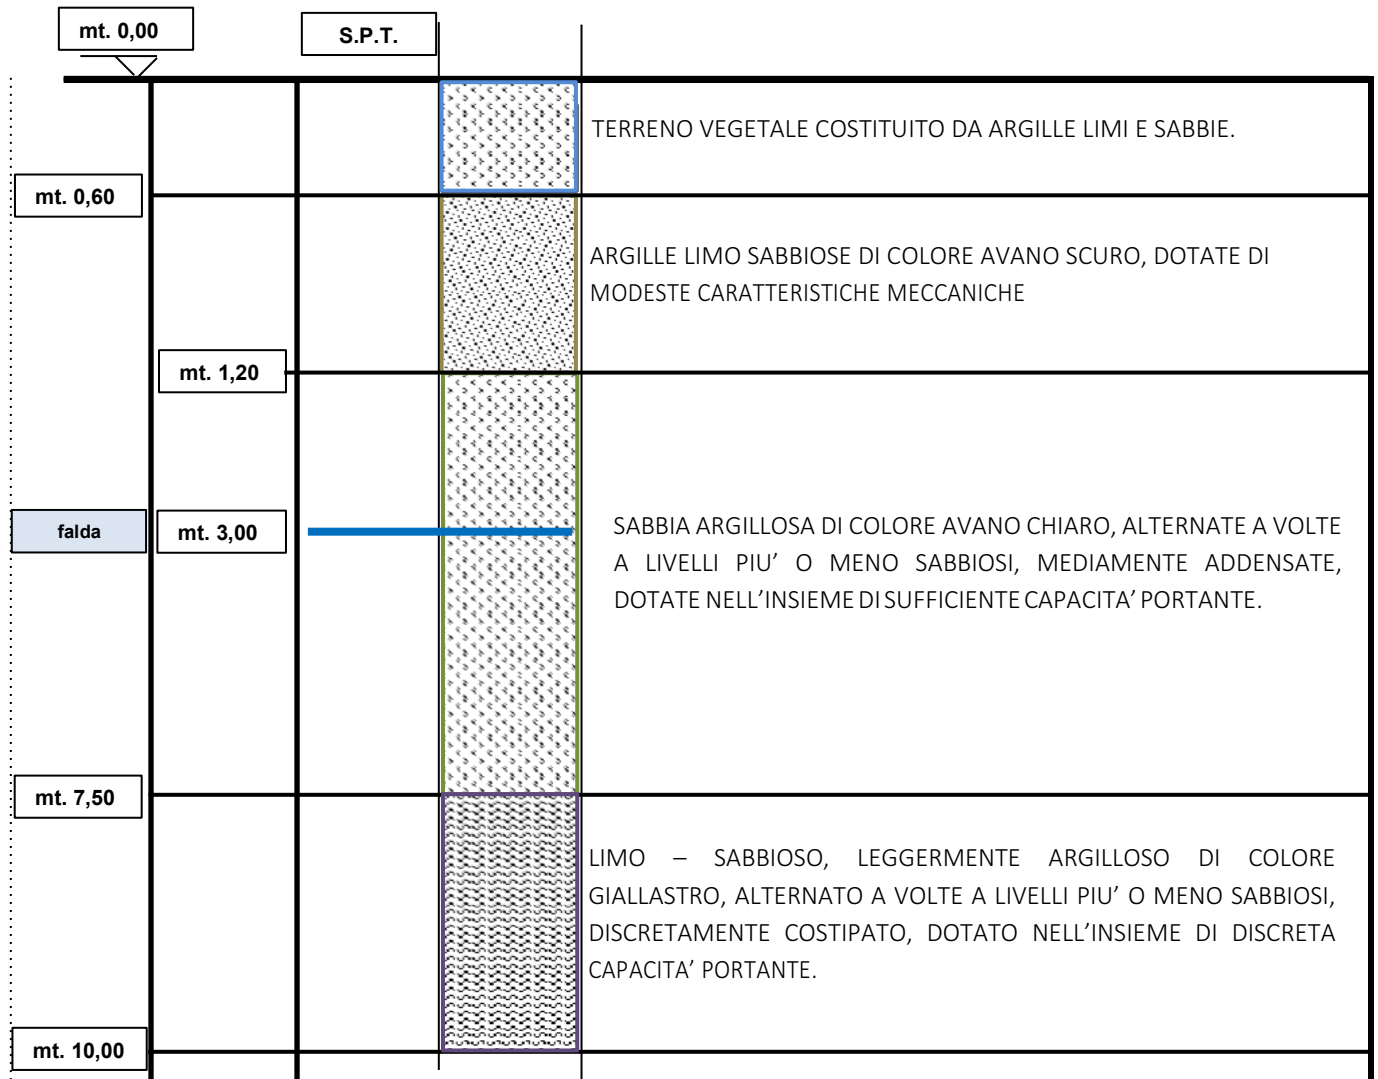 mt. 0,00
S.P.T.
TERRENO VEGETALE COSTITUITO DA ARGILLE LIMI E SABBIE.
mt. 0,60
ARGILLE LIMO SABBIOSE DI COLORE AVANO SCURO, DOTATE DI
MODESTE CARATTERISTICHE MECCANICHE
mt. 1,20
falda
mt. 3,00
SABBIA ARGILLOSA DI COLORE AVANO CHIARO, ALTERNATE A VOLTE
A LIVELLI PIU’ O MENO SABBIOSI, MEDIAMENTE ADDENSATE,
DOTATE NELL’INSIEME DI SUFFICIENTE CAPACITA’ PORTANTE.
mt. 7,50
LIMO – SABBIOSO, LEGGERMENTE ARGILLOSO DI COLORE
GIALLASTRO, ALTERNATO A VOLTE A LIVELLI PIU’ O MENO SABBIOSI,
DISCRETAMENTE COSTIPATO, DOTATO NELL’INSIEME DI DISCRETA
CAPACITA’ PORTANTE.
mt. 10,00